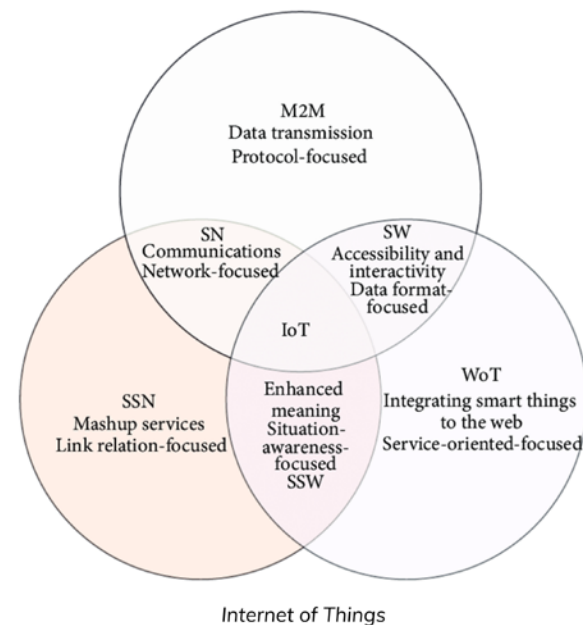 M2M
Data transmission
Protocol-focused
SN
Communications
Network-focused
SW
Accessibility and
interactivity
Data format-
focused
IoT
SSN
Mashup services
Link relation-focused
Enhanced
meaning
Situation-
awareness-
focused
SSW
WoT
Integrating smart things
to the web
Service-oriented-focused
Internet of Things